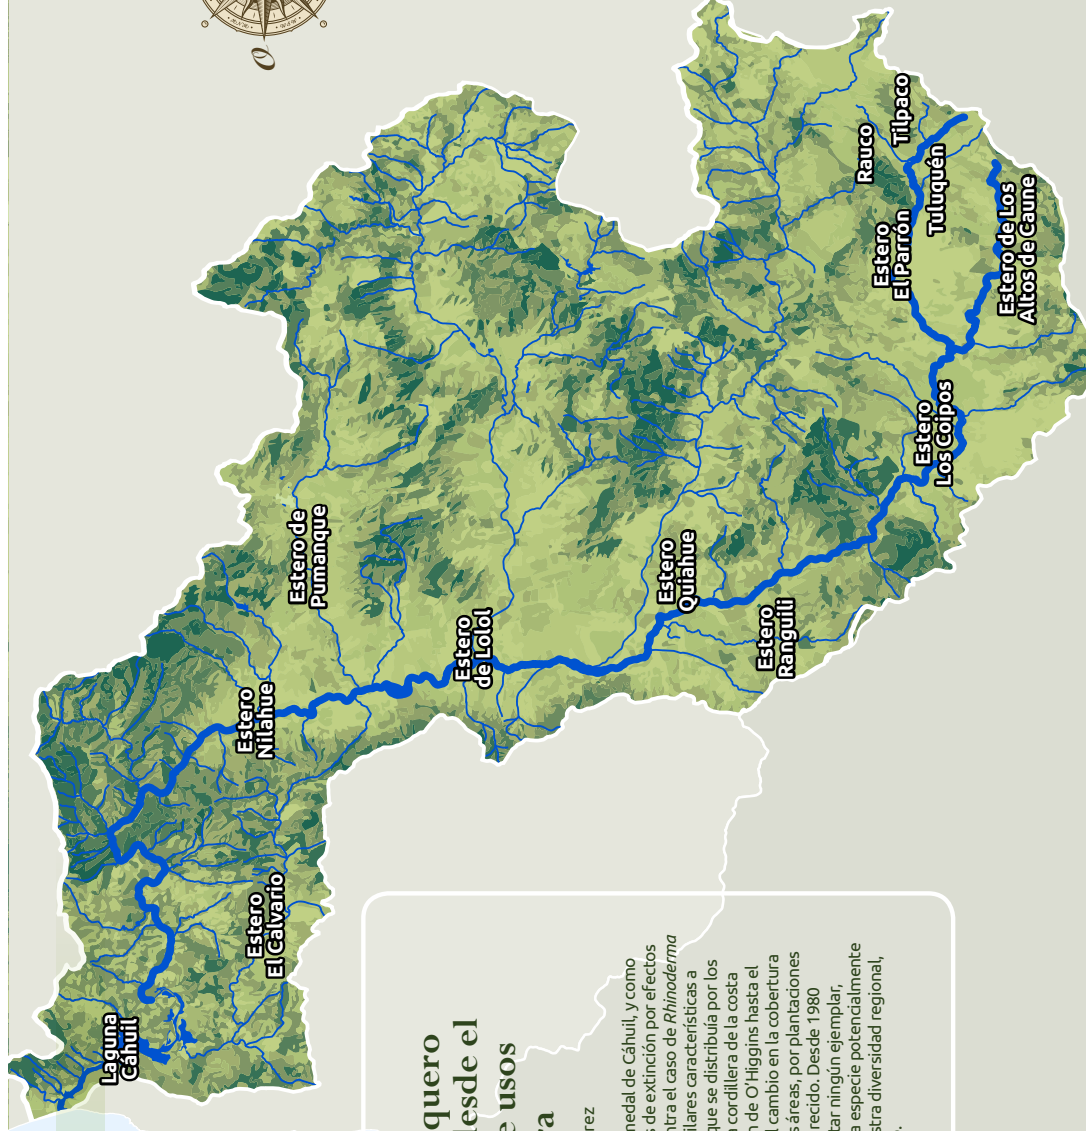 Laguna
Cáhuil
Estero
Nilahue
Estero
El Calvario
O
Estero de
Pumanque
Estero
de Lolol
Estero
Quiahue
Estero
Ranguilí
Rauco
Tilpaco
Estero
El Parrón
Tuluquén
Estero
Los Coipos
Estero de Los
Altos de Caune
quero
desde el
e usos
ra
rez
nedal de Cáhuil, y como
s de extinción por efectos
ntra el caso de Rhinoderma
ilares características a
que se distribuía por los
a cordillera de la costa
n de O'Higgins hasta el
l cambio en la cobertura
s áreas, por plantaciones
recido. Desde 1980
tar ningún ejemplar,
a especie potencialmente
stra diversidad regional,